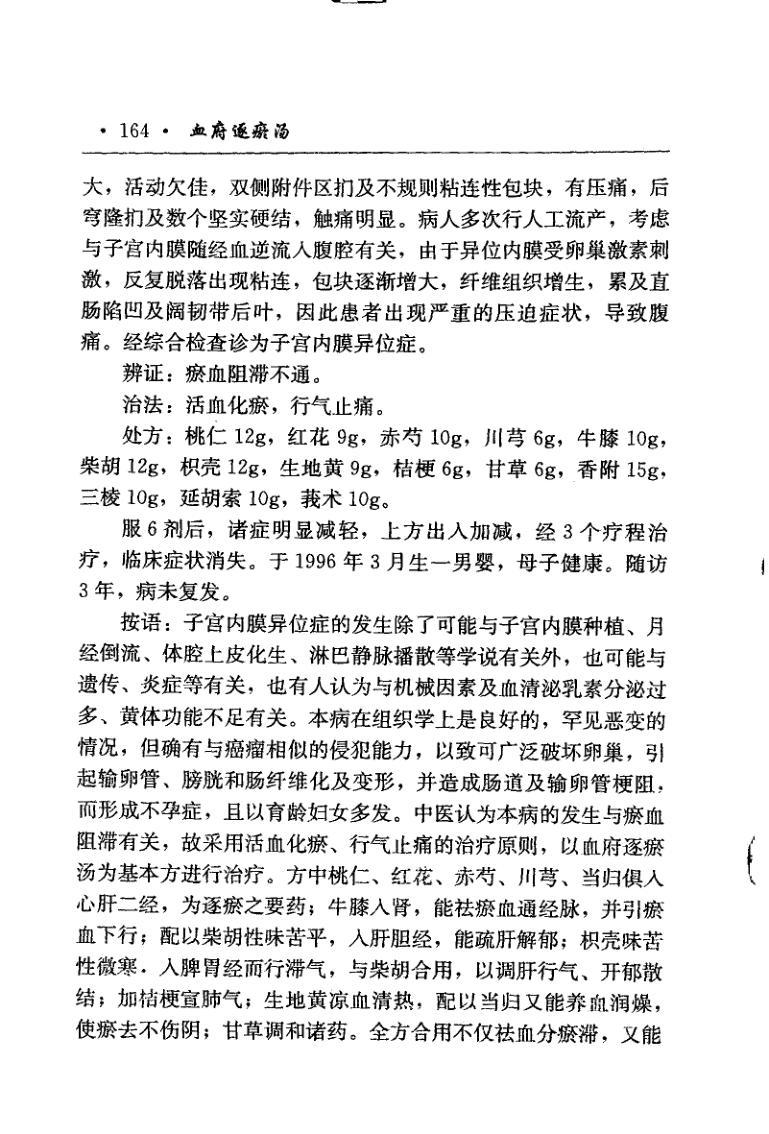 · 164 · 血府逐瘀汤
大，活动欠佳，双侧附件区扪及不规则粘连性包块，有压痛，后
穹隆扪及数个坚实硬结，触痛明显。病人多次行人工流产，考虑
与子宫内膜随经血逆流入腹腔有关，由于异位内膜受卵巢激素刺
激，反复脱落出现粘连，包块逐渐增大，纤维组织增生，累及直
肠陷凹及阔韧带后叶，因此患者出现严重的压迫症状，导致腹
痛。经综合检查诊为子宫内膜异位症。
辨证：瘀血阻滞不通。
治法：活血化瘀，行气止痛。
处方：桃仁 12g，红花 9g，赤芍 10g，川芎 6g，牛膝 10g，
柴胡 12g，枳壳 12g，生地黄 9g，桔梗 6g，甘草 6g，香附 15g，
三棱 10g，延胡索 10g，莪术 10g。
服 6 剂后，诸症明显减轻，上方出入加减，经 3 个疗程治
疗，临床症状消失。于 1996 年 3 月生一男婴，母子健康。随访
3 年，病未复发。
按语：子宫内膜异位症的发生除了可能与子宫内膜种植、月
经倒流、体腔上皮化生、淋巴静脉播散等学说有关外，也可能与
遗传、炎症等有关，也有人认为与机械因素及血清泌乳素分泌过
多、黄体功能不足有关。本病在组织学上是良好的，罕见恶变的
情况，但确有与癌瘤相似的侵犯能力，以致可广泛破坏卵巢，引
起输卵管、膀胱和肠纤维化及变形，并造成肠道及输卵管梗阻，
而形成不孕症，且以育龄妇女多发。中医认为本病的发生与瘀血
阻滞有关，故采用活血化瘀、行气止痛的治疗原则，以血府逐瘀
汤为基本方进行治疗。方中桃仁、红花、赤芍、川芎、当归俱入
心肝二经，为逐瘀之要药；牛膝入肾，能祛瘀血通经脉，并引瘀
血下行；配以柴胡性味苦平，入肝胆经，能疏肝解郁；枳壳味苦
性微寒．入脾胃经而行滞气，与柴胡合用，以调肝行气、开郁散
结；加桔梗宣肺气；生地黄凉血清热，配以当归又能养血润燥，
使瘀去不伤阴；甘草调和诸药。全方合用不仅祛血分瘀滞，又能